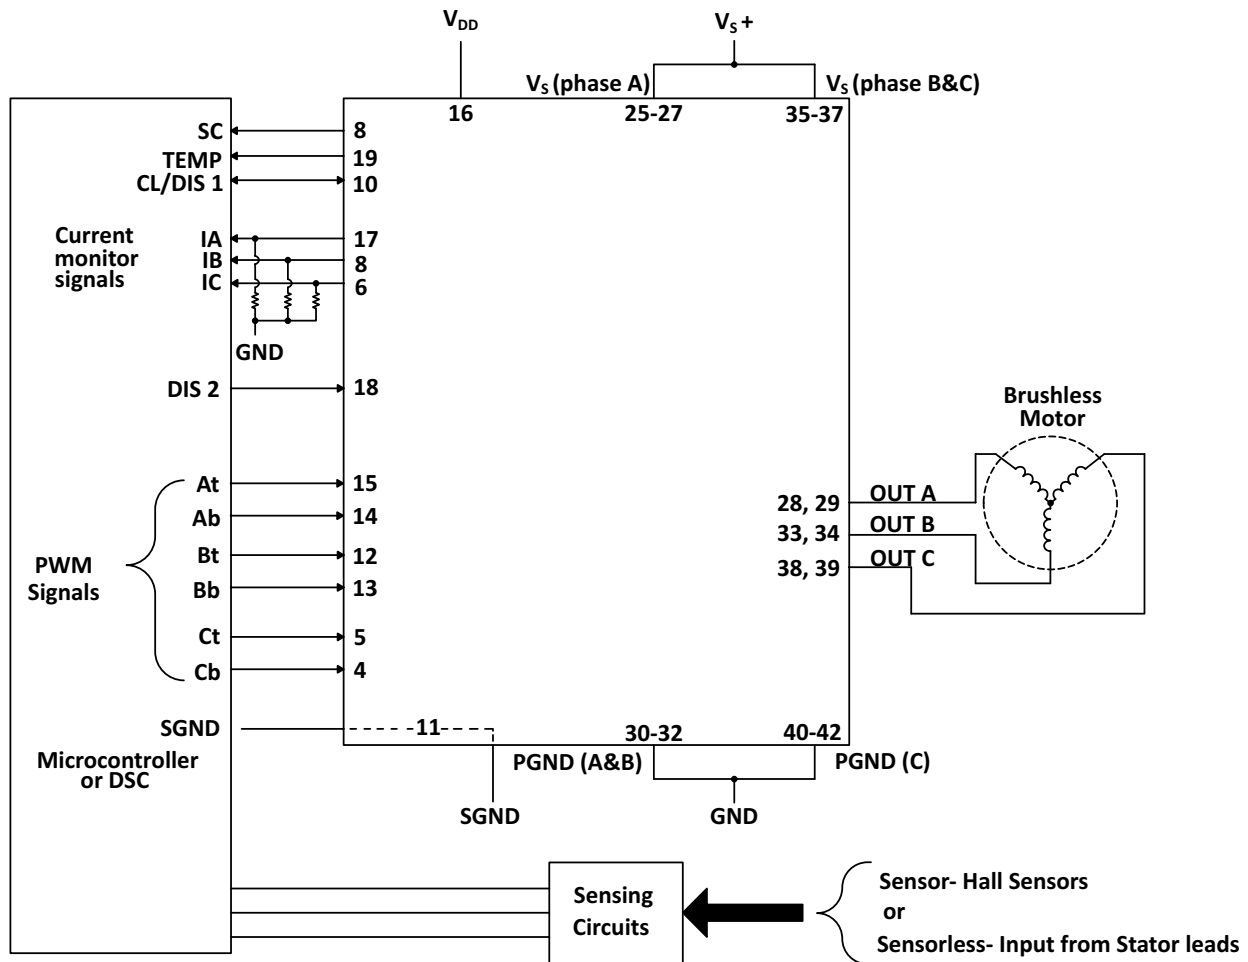 V_DD
V_S +
V_S (phase A)
V_S (phase B&C)
16
25-27
35-37
SC
8
TEMP
19
CL/DIS 1
10
Current
monitor
signals
IA
17
IB
8
IC
6
GND
DIS 2
18
Brushless
Motor
At
15
Ab
14
Bt
12
Bb
13
Ct
5
Cb
4
PWM
Signals
28, 29
OUT A
33, 34
OUT B
38, 39
OUT C
SGND
11
30-32
40-42
Microcontroller
or DSC
PGND (A&B)
PGND (C)
SGND
GND
Sensing
Circuits
Sensor- Hall Sensors
or
Sensorless- Input from Stator leads